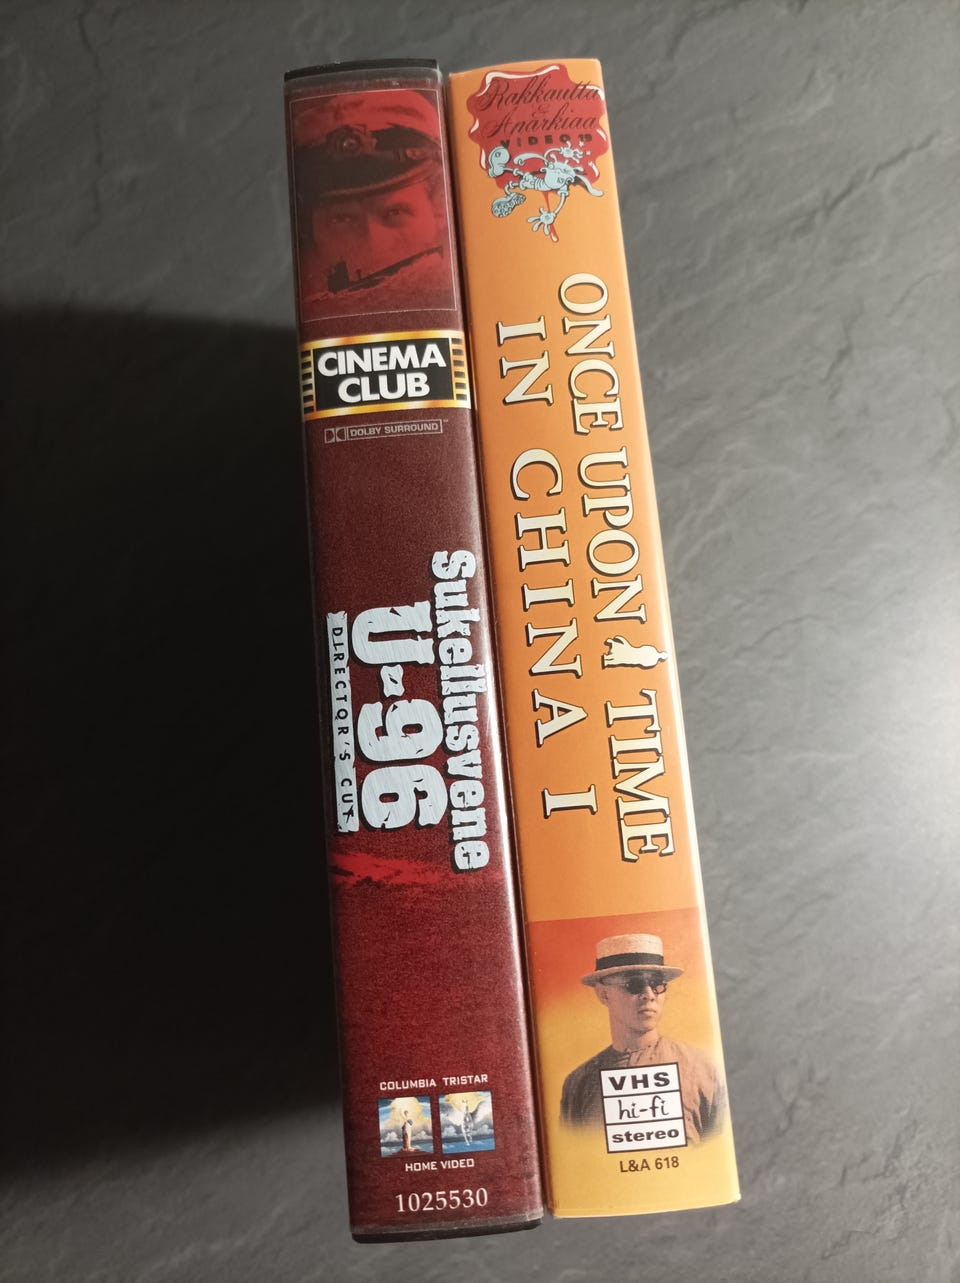 CINEMA
CLUB
DOLBY SURROUND
Sukellusvene
U-96
DIRECTOR'S CUT
COLUMBIA TRISTAR
HOME VIDEO
1025530
Rakkautta
&
Anarkiaa
VIDEO
ONCE UPON A TIME
IN CHINA I
VHS
hi-fi
stereo
L&A 618